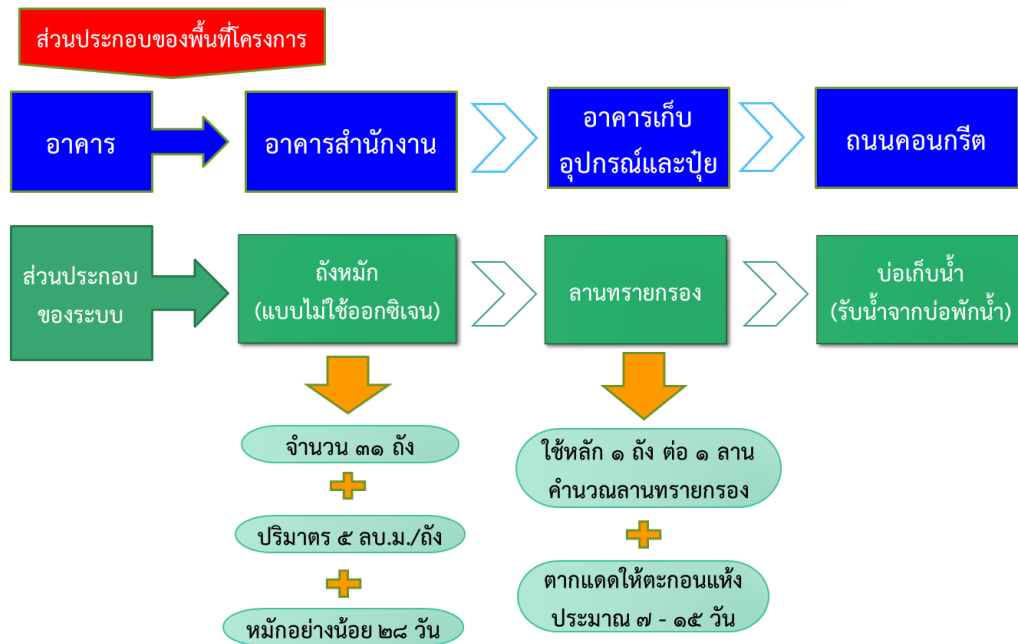 ส่วนประกอบของพื้นที่โครงการ
อาคาร
อาคารสำนักงาน
อาคารเก็บ
อุปกรณ์และปุ๋ย
ถนนคอนกรีต
ส่วนประกอบ
ของระบบ
ถังหมัก
(แบบไม่ใช้ออกซิเจน)
ลานทรายกรอง
บ่อเก็บน้ำ
(รับน้ำจากบ่อพักน้ำ)
จำนวน ๓๑ ถัง
ปริมาตร ๕ ลบ.ม./ถัง
หมักอย่างน้อย ๒๘ วัน
ใช้หลัก ๑ ถัง ต่อ ๑ ลาน
คำนวณลานทรายกรอง
ตากแดดให้ตะกอนแห้ง
ประมาณ ๗ - ๑๕ วัน